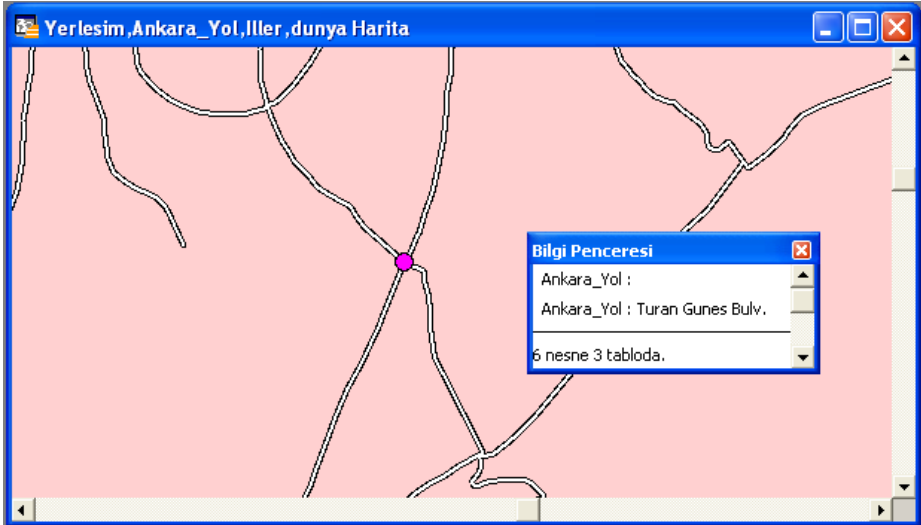 Yerlesim,Ankara_Yol,Iller,dunya Harita
Bilgi Penceresi
Ankara_Yol :
Ankara_Yol : Turan Gunes Bulv.
6 nesne 3 tabloda.